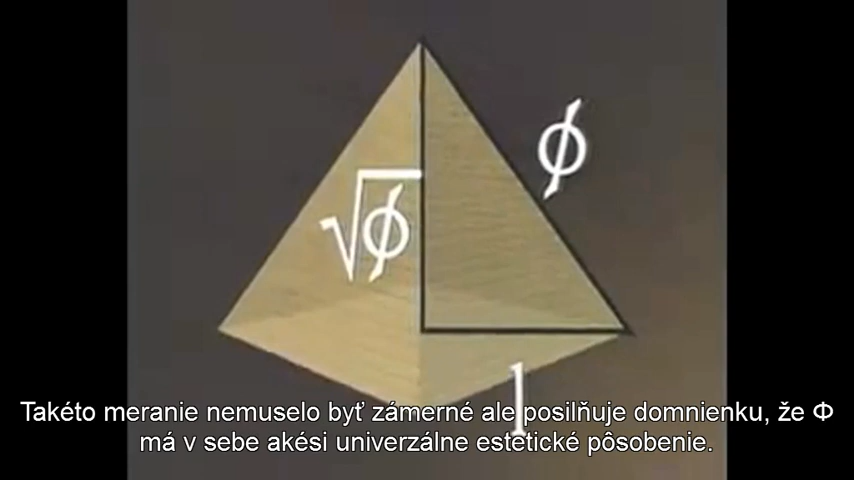 ϕ
√ϕ
1
Takéto meranie nemuselo byť zámerné ale posilňuje domnienku, že Φ
má v sebe akési univerzálne estetické pôsobenie.